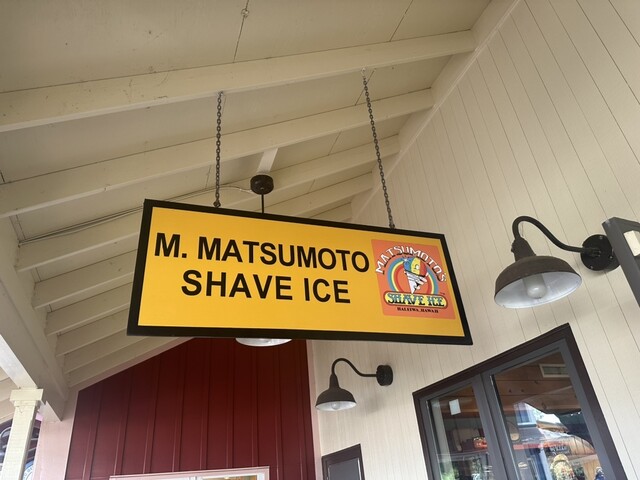 M. MATSUMOTO
SHAVE ICE
MATSUMOTO'S
SHAVE ICE
HALEIWA, HAWAII